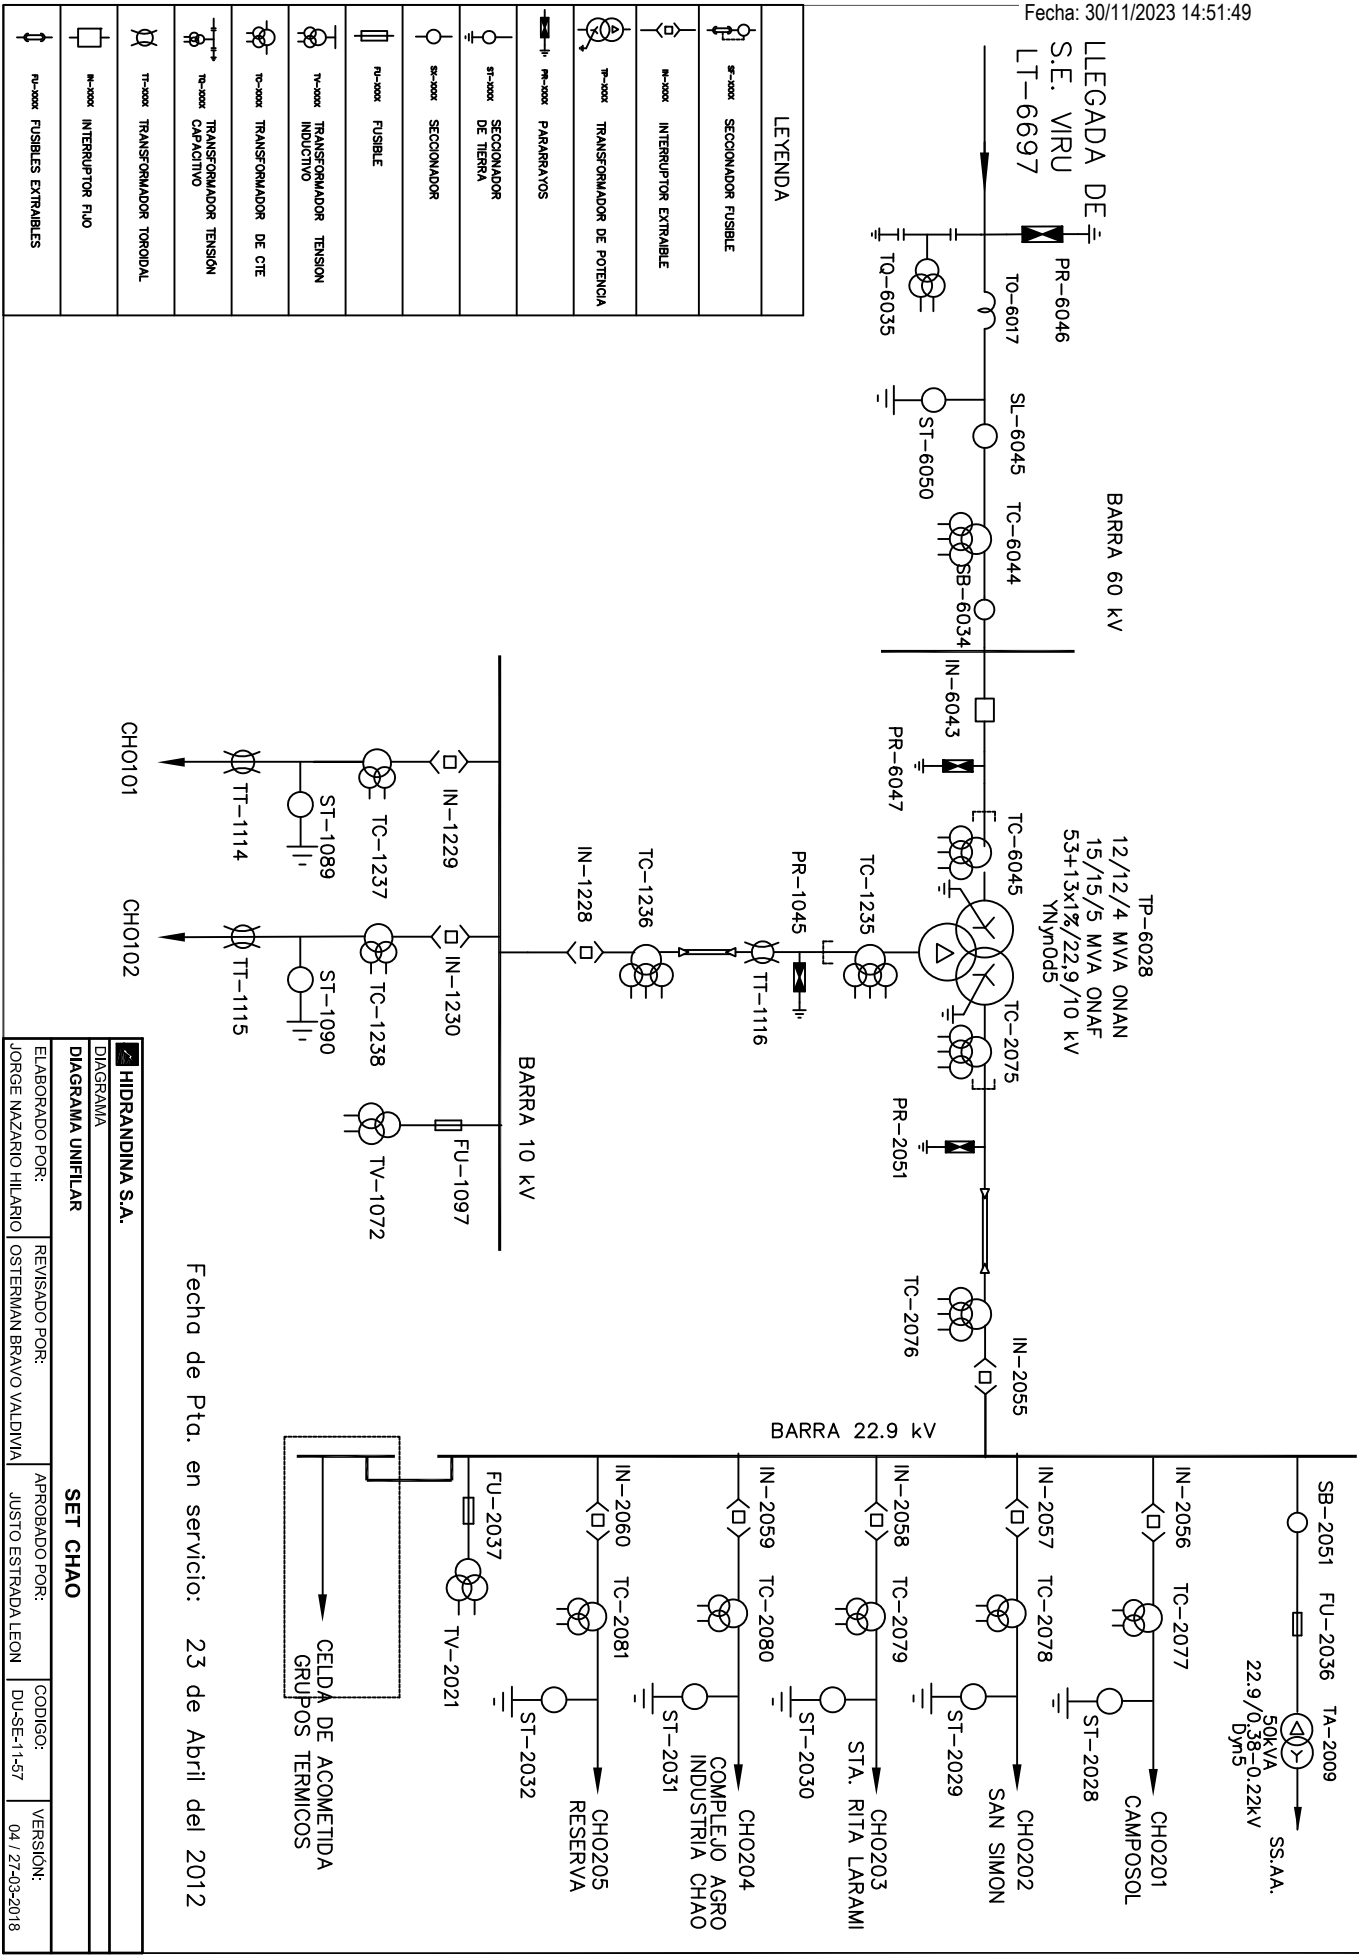 Fecha: 30/11/2023 14:51:49
LLEGADA DE
S.E. VIRU
LT-6697
PR-6046
TO-6017
TQ-6035
SL-6045
ST-6050
TC-6044
SB-6034
BARRA 60 kV
IN-6043
PR-6047
TC-6045
TP-6028
12/12/4 MVA ONAN
15/15/5 MVA ONAF
53+13x1%/22,9/10 kV
YNyn0d5
TC-2075
PR-2051
TC-2076
IN-2055
BARRA 22.9 kV
SB-2051
FU-2036
TA-2009
50kVA
22.9/0.38-0.22kV
Dyn5
SS.AA.
IN-2056
TC-2077
ST-2028
CHO201
CAMPOSOL
IN-2057
TC-2078
ST-2029
CHO202
SAN SIMON
IN-2058
TC-2079
ST-2030
CHO203
STA. RITA LARAMI
IN-2059
TC-2080
ST-2031
CHO204
COMPLEJO AGRO
INDUSTRIA CHAO
IN-2060
TC-2081
ST-2032
CHO205
RESERVA
FU-2037
TV-2021
CELDA DE ACOMETIDA
GRUPOS TERMICOS
TC-1235
PR-1045
TT-1116
TC-1236
IN-1228
BARRA 10 kV
IN-1229
TC-1237
ST-1089
TT-1114
CHO101
IN-1230
TC-1238
ST-1090
TT-1115
CHO102
FU-1097
TV-1072
Fecha de Pta. en servicio: 23 de Abril del 2012
LEYENDA
SF-XXXX SECCIONADOR FUSIBLE
IN-XXXX INTERRUPTOR EXTRAIBLE
TP-XXXX TRANSFORMADOR DE POTENCIA
PR-XXXX PARARRAYOS
ST-XXXX SECCIONADOR
DE TIERRA
SX-XXXX SECCIONADOR
FU-XXXX FUSIBLE
TV-XXXX TRANSFORMADOR TENSION
INDUCTIVO
TC-XXXX TRANSFORMADOR DE CTE
TQ-XXXX TRANSFORMADOR TENSIÓN
CAPACITIVO
TT-XXXX TRANSFORMADOR TOROIDAL
IN-XXXX INTERRUPTOR FIJO
FU-XXXX FUSIBLES EXTRAIBLES
HIDRANDINA S.A.
DIAGRAMA
DIAGRAMA UNIFILAR
SET CHAO
ELABORADO POR:
JORGE NAZARIO HILARIO
REVISADO POR:
OSTERMAN BRAVO VALDIVIA
APROBADO POR:
JUSTO ESTRADA LEON
CODIGO:
DU-SE-11-57
VERSIÓN:
04 / 27-03-2018